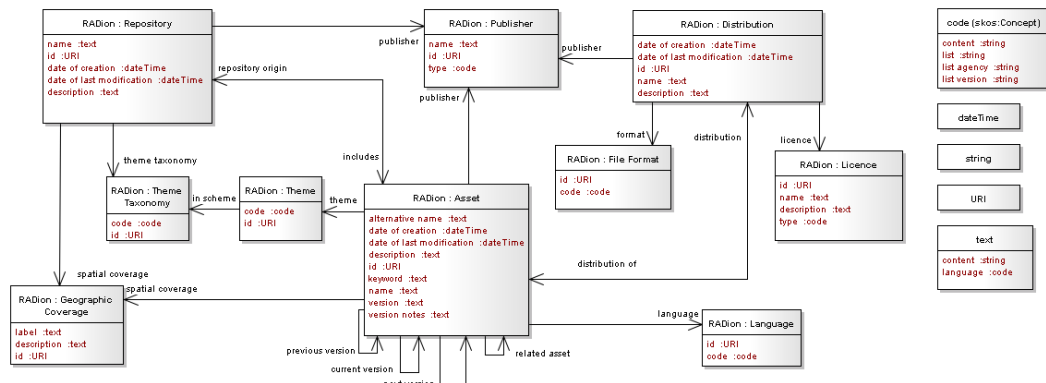 RADion : Repository
name :text
id :URI
date of creation :dateTime
date of last modification :dateTime
description :text
publisher
repository origin
RADion : Publisher
name :text
id :URI
type :code
publisher
publisher
RADion : Distribution
date of creation :dateTime
date of last modification :dateTime
id :URI
name :text
description :text
code (skos:Concept)
content :string
list :string
list agency :string
list version :string
dateTime
string
URI
text
content :string
language :code
theme taxonomy
includes
format
distribution
licence
RADion : Theme
Taxonomy
code :code
id :URI
in scheme
RADion : Theme
code :code
id :URI
theme
RADion : File Format
id :URI
code :code
RADion : Licence
id :URI
name :text
description :text
type :code
RADion : Asset
alternative name :text
date of creation :dateTime
date of last modification :dateTime
description :text
id :URI
keyword :text
name :text
version :text
version notes :text
distribution of
spatial coverage
spatial coverage
RADion : Geographic
Coverage
label :text
description :text
id :URI
language
RADion : Language
id :URI
code :code
previous version
current version
related asset
next version